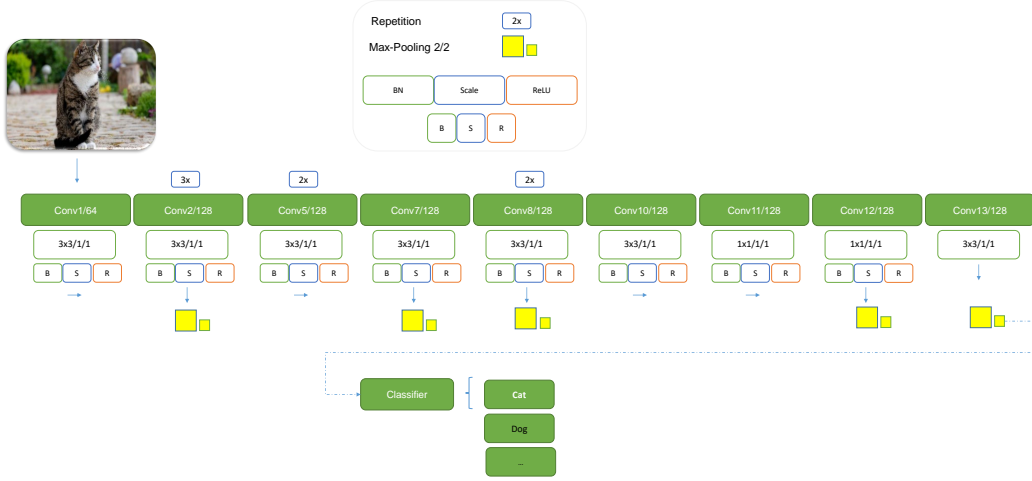 Repetition 2x
Max-Pooling 2/2
BN Scale ReLU
B S R
3x 2x 2x
Conv1/64 Conv2/128 Conv5/128 Conv7/128 Conv8/128 Conv10/128 Conv11/128 Conv12/128 Conv13/128
3x3/1/1 3x3/1/1 3x3/1/1 3x3/1/1 3x3/1/1 3x3/1/1 1x1/1/1 1x1/1/1 3x3/1/1
B S R B S R B S R B S R B S R B S R B S R B S R
Classifier Cat
Dog
...